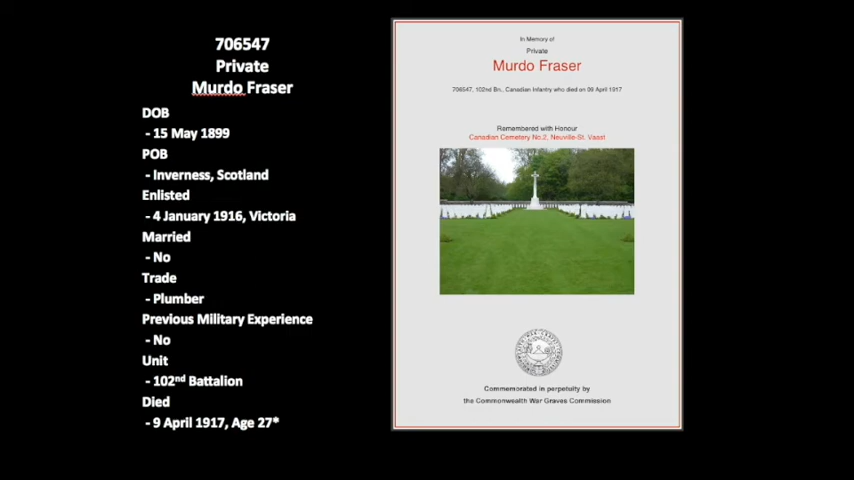 706547
Private
Murdo Fraser
DOB
- 15 May 1899
POB
- Inverness, Scotland
Enlisted
- 4 January 1916, Victoria
Married
- No
Trade
- Plumber
Previous Military Experience
- No
Unit
- 102nd Battalion
Died
- 9 April 1917, Age 27*
In Memory of
Private
Murdo Fraser
706547, 102nd Bn., Canadian Infantry who died on 09 April 1917
Remembered with Honour
Canadian Cemetery No.2, Neuville-St. Vaast
Commemorated in perpetuity by
the Commonwealth War Graves Commission